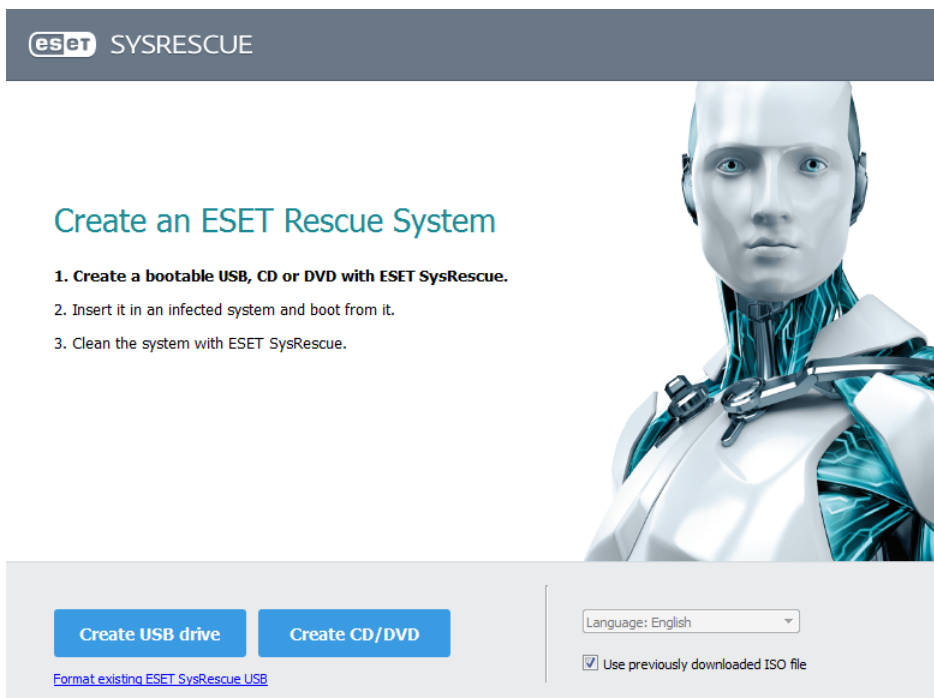 eset SYSRESCUE
Create an ESET Rescue System
1. Create a bootable USB, CD or DVD with ESET SysRescue.
2. Insert it in an infected system and boot from it.
3. Clean the system with ESET SysRescue.
Create USB drive Create CD/DVD
Language: English
Format existing ESET SysRescue USB
Use previously downloaded ISO file